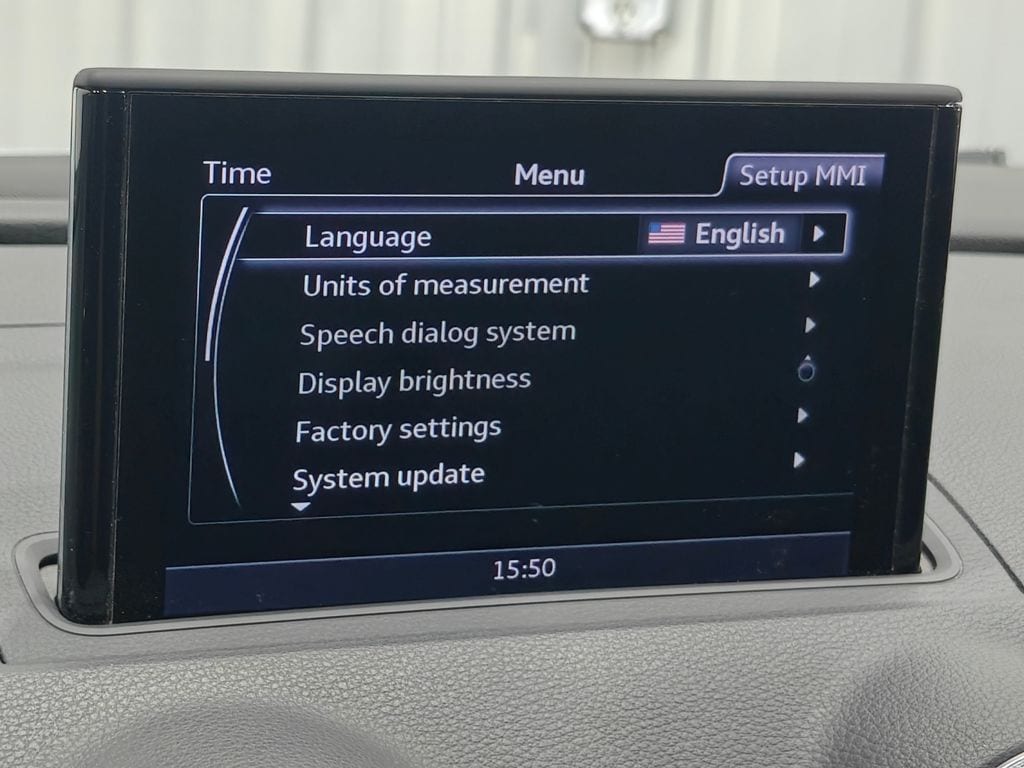 Time Menu Setup MMI
Language English
Units of measurement
Speech dialog system
Display brightness
Factory settings
System update
15:50